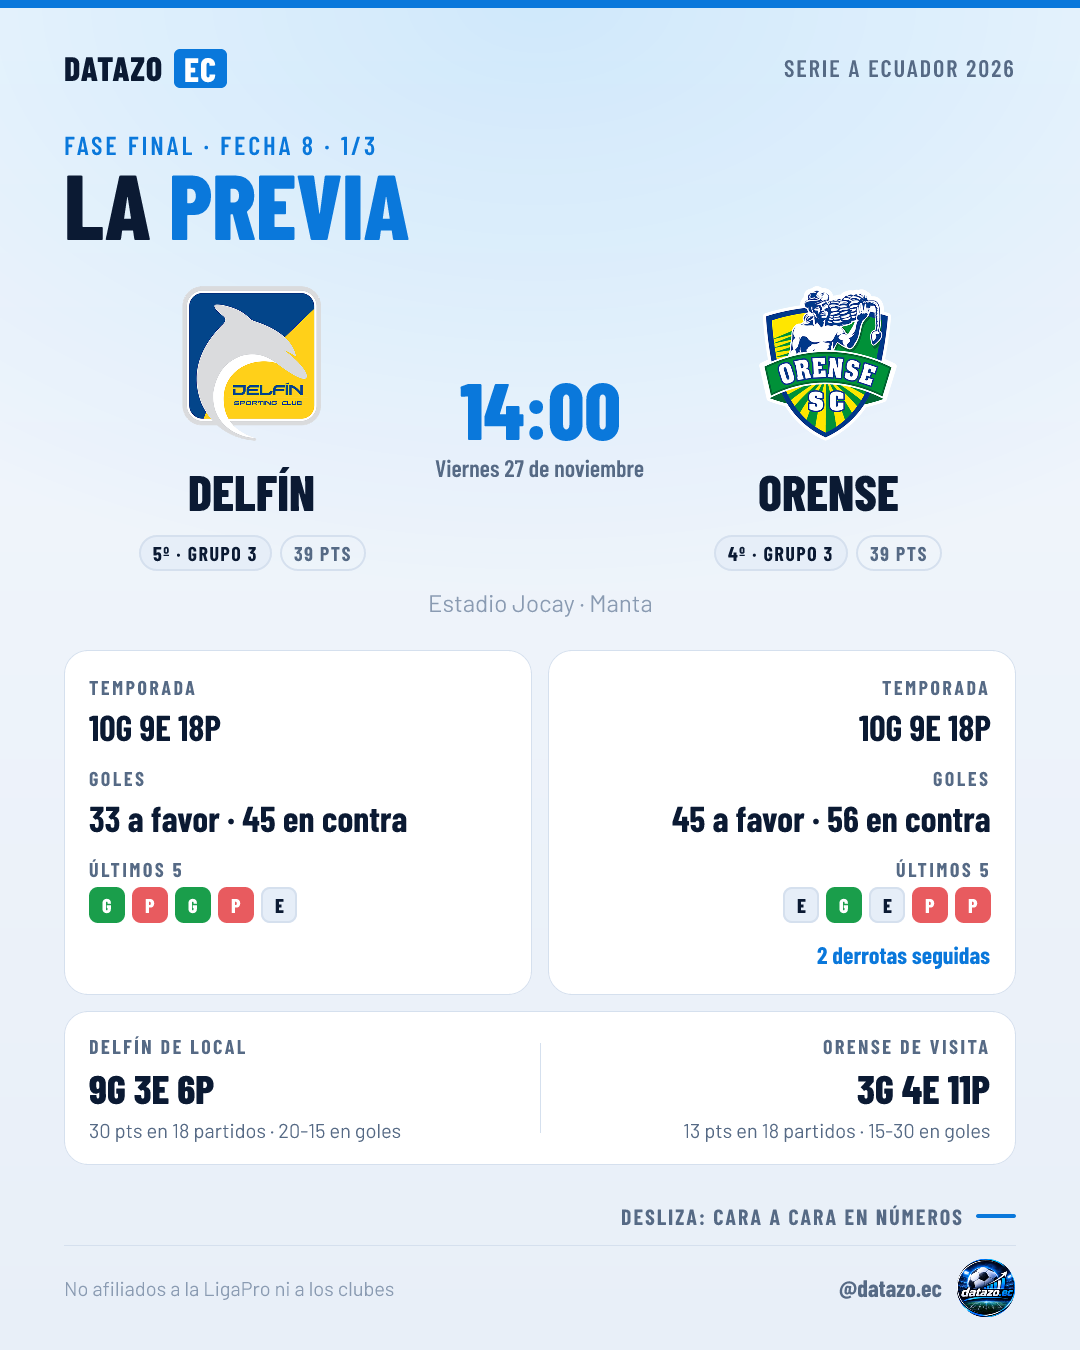 DATAZO EC
SERIE A ECUADOR 2026
FASE FINAL · FECHA 8 · 1/3
LA PREVIA
DELFÍN
SPORTING CLUB
ORENSE
SC
14:00
Viernes 27 de noviembre
DELFÍN
ORENSE
5º · GRUPO 3
39 PTS
4º · GRUPO 3
39 PTS
Estadio Jocay · Manta
TEMPORADA
10G 9E 18P
GOLES
33 a favor · 45 en contra
ÚLTIMOS 5
G P G P E
TEMPORADA
10G 9E 18P
GOLES
45 a favor · 56 en contra
ÚLTIMOS 5
E G E P P
2 derrotas seguidas
DELFÍN DE LOCAL
9G 3E 6P
30 pts en 18 partidos · 20-15 en goles
ORENSE DE VISITA
3G 4E 11P
13 pts en 18 partidos · 15-30 en goles
DESLIZA: CARA A CARA EN NÚMEROS
No afiliados a la LigaPro ni a los clubes
@datazo.ec
datazo.ec